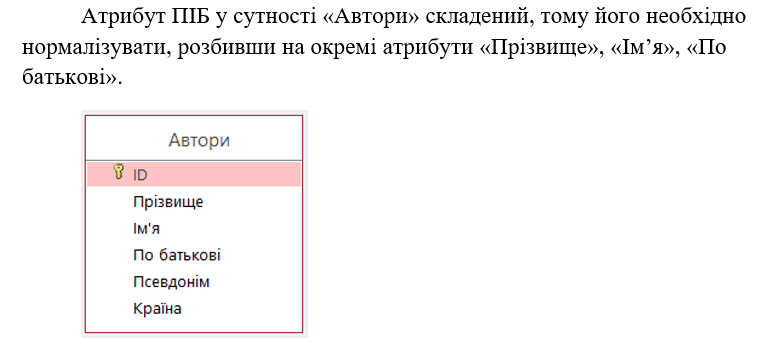 Атрибут ПІБ у сутності «Автори» складений, тому його необхідно
нормалізувати, розбивши на окремі атрибути «Прізвище», «Ім’я», «По
батькові».
Автори
ID
Прізвище
Ім'я
По батькові
Псевдонім
Країна